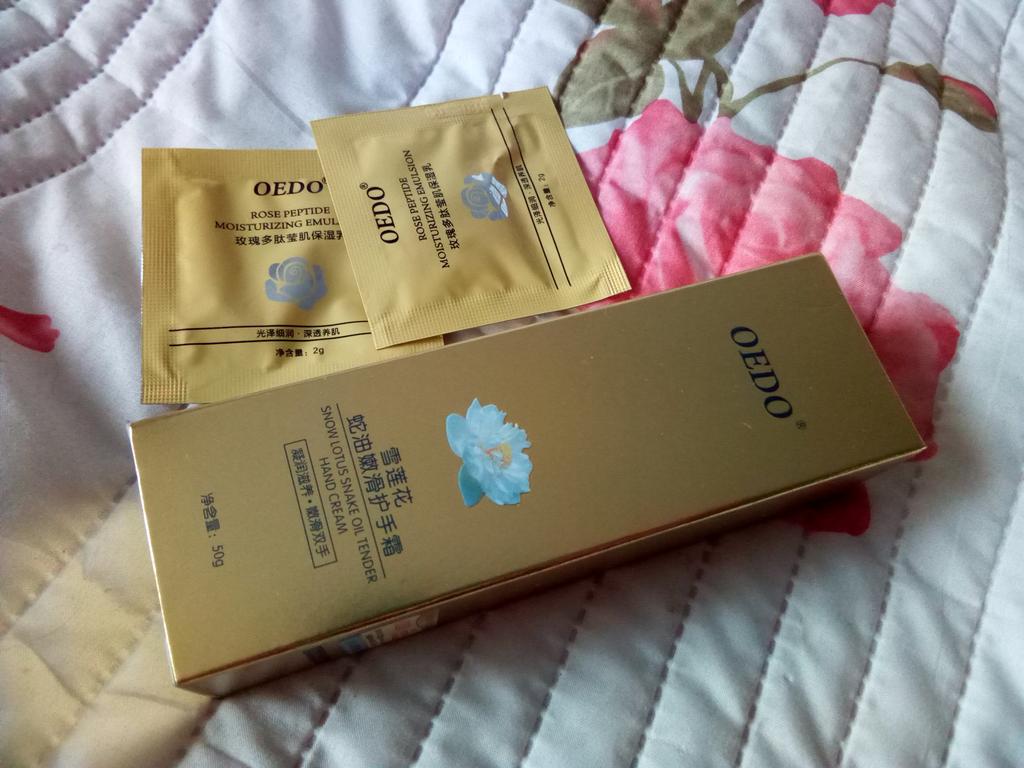 OEDO®
ROSE PEPTIDE
MOISTURIZING EMUL
玫瑰多肽莹肌保湿乳
光泽细润·深透养肌
净含量：2g
OEDO®
ROSE PEPTIDE
MOISTURIZING EMULSION
玫瑰多肽莹肌保湿乳
光泽细润·深透养肌
净含量：2g
OEDO®
雪莲花
蛇油嫩滑护手霜
SNOW LOTUS SNAKE OIL TENDER
HAND CREAM
凝润滋养·嫩滑双手
净含量：50g